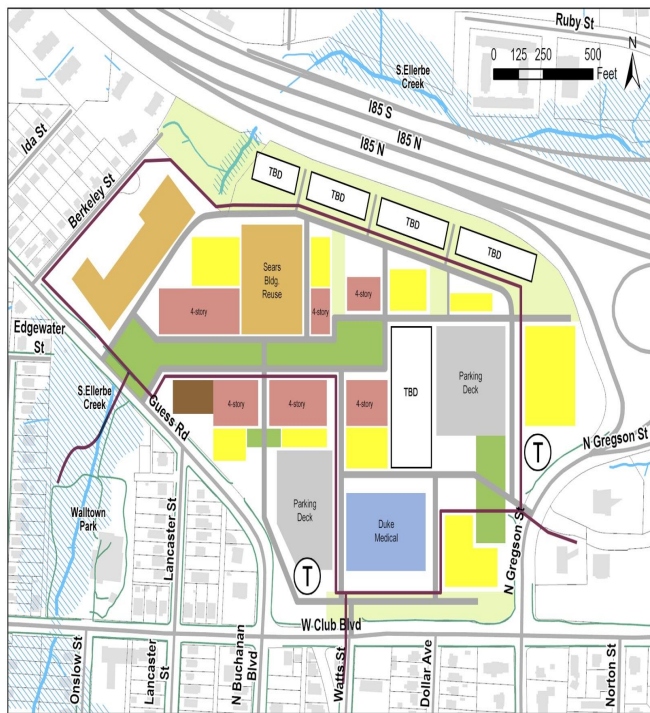 Ruby St
N
0 125 250 500
Feet
S.Ellerbe
Creek
I85 S
I85 N
I85 N
Ida St
Berkeley St
TBD
TBD
TBD
TBD
Sears
Bldg.
Reuse
4-story
4-story
4-story
Edgewater
St
S.Ellerbe
Creek
Guess Rd
4-story
4-story
4-story
TBD
Parking
Deck
T
N Gregson St
Walltown
Park
Lancaster St
Parking
Deck
Duke
Medical
N Gregson St
T
W Club Blvd
Onslow St
Lancaster
St
N Buchanan
Blvd
Watts St
Dollar Ave
Norton St